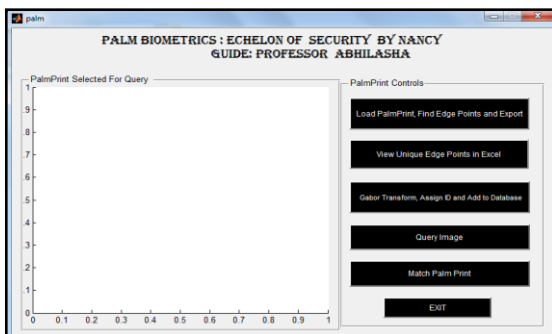 palm
PALM BIOMETRICS : ECHELON OF SECURITY BY NANCY
GUIDE: PROFESSOR ABHILASHA
PalmPrint Selected For Query
1
.9
.8
.7
.6
.5
.4
.3
.2
.1
0
0 0.1 0.2 0.3 0.4 0.5 0.6 0.7 0.8 0.9 1
PalmPrint Controls
Load PalmPrint, Find Edge Points and Export
View Unique Edge Points in Excel
Gabor Transform, Assign ID and Add to Database
Query Image
Match Palm Print
EXIT